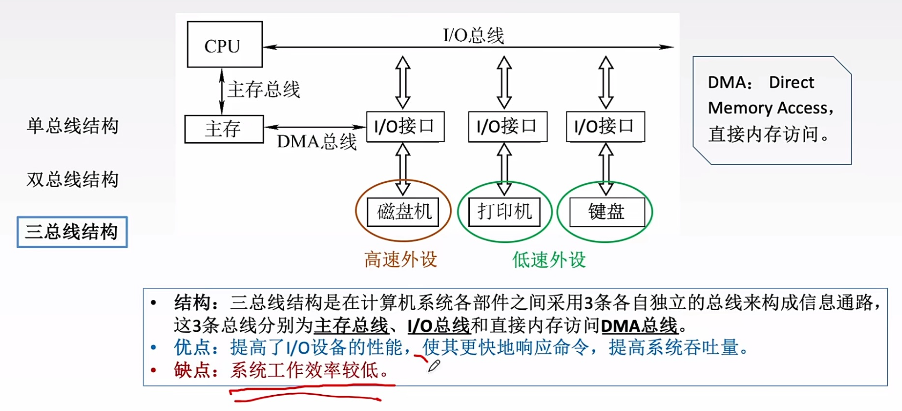 CPU
I/O总线
主存总线
主存
DMA总线
I/O接口
I/O接口
I/O接口
磁盘机
打印机
键盘
高速外设
低速外设
DMA： Direct
Memory Access，
直接内存访问。
单总线结构
双总线结构
三总线结构
• 结构：三总线结构是在计算机系统各部件之间采用3条各自独立的总线来构成信息通路，
这3条总线分别为主存总线、I/O总线和直接内存访问DMA总线。
• 优点：提高了I/O设备的性能，使其更快地响应命令，提高系统吞吐量。
• 缺点：系统工作效率较低。